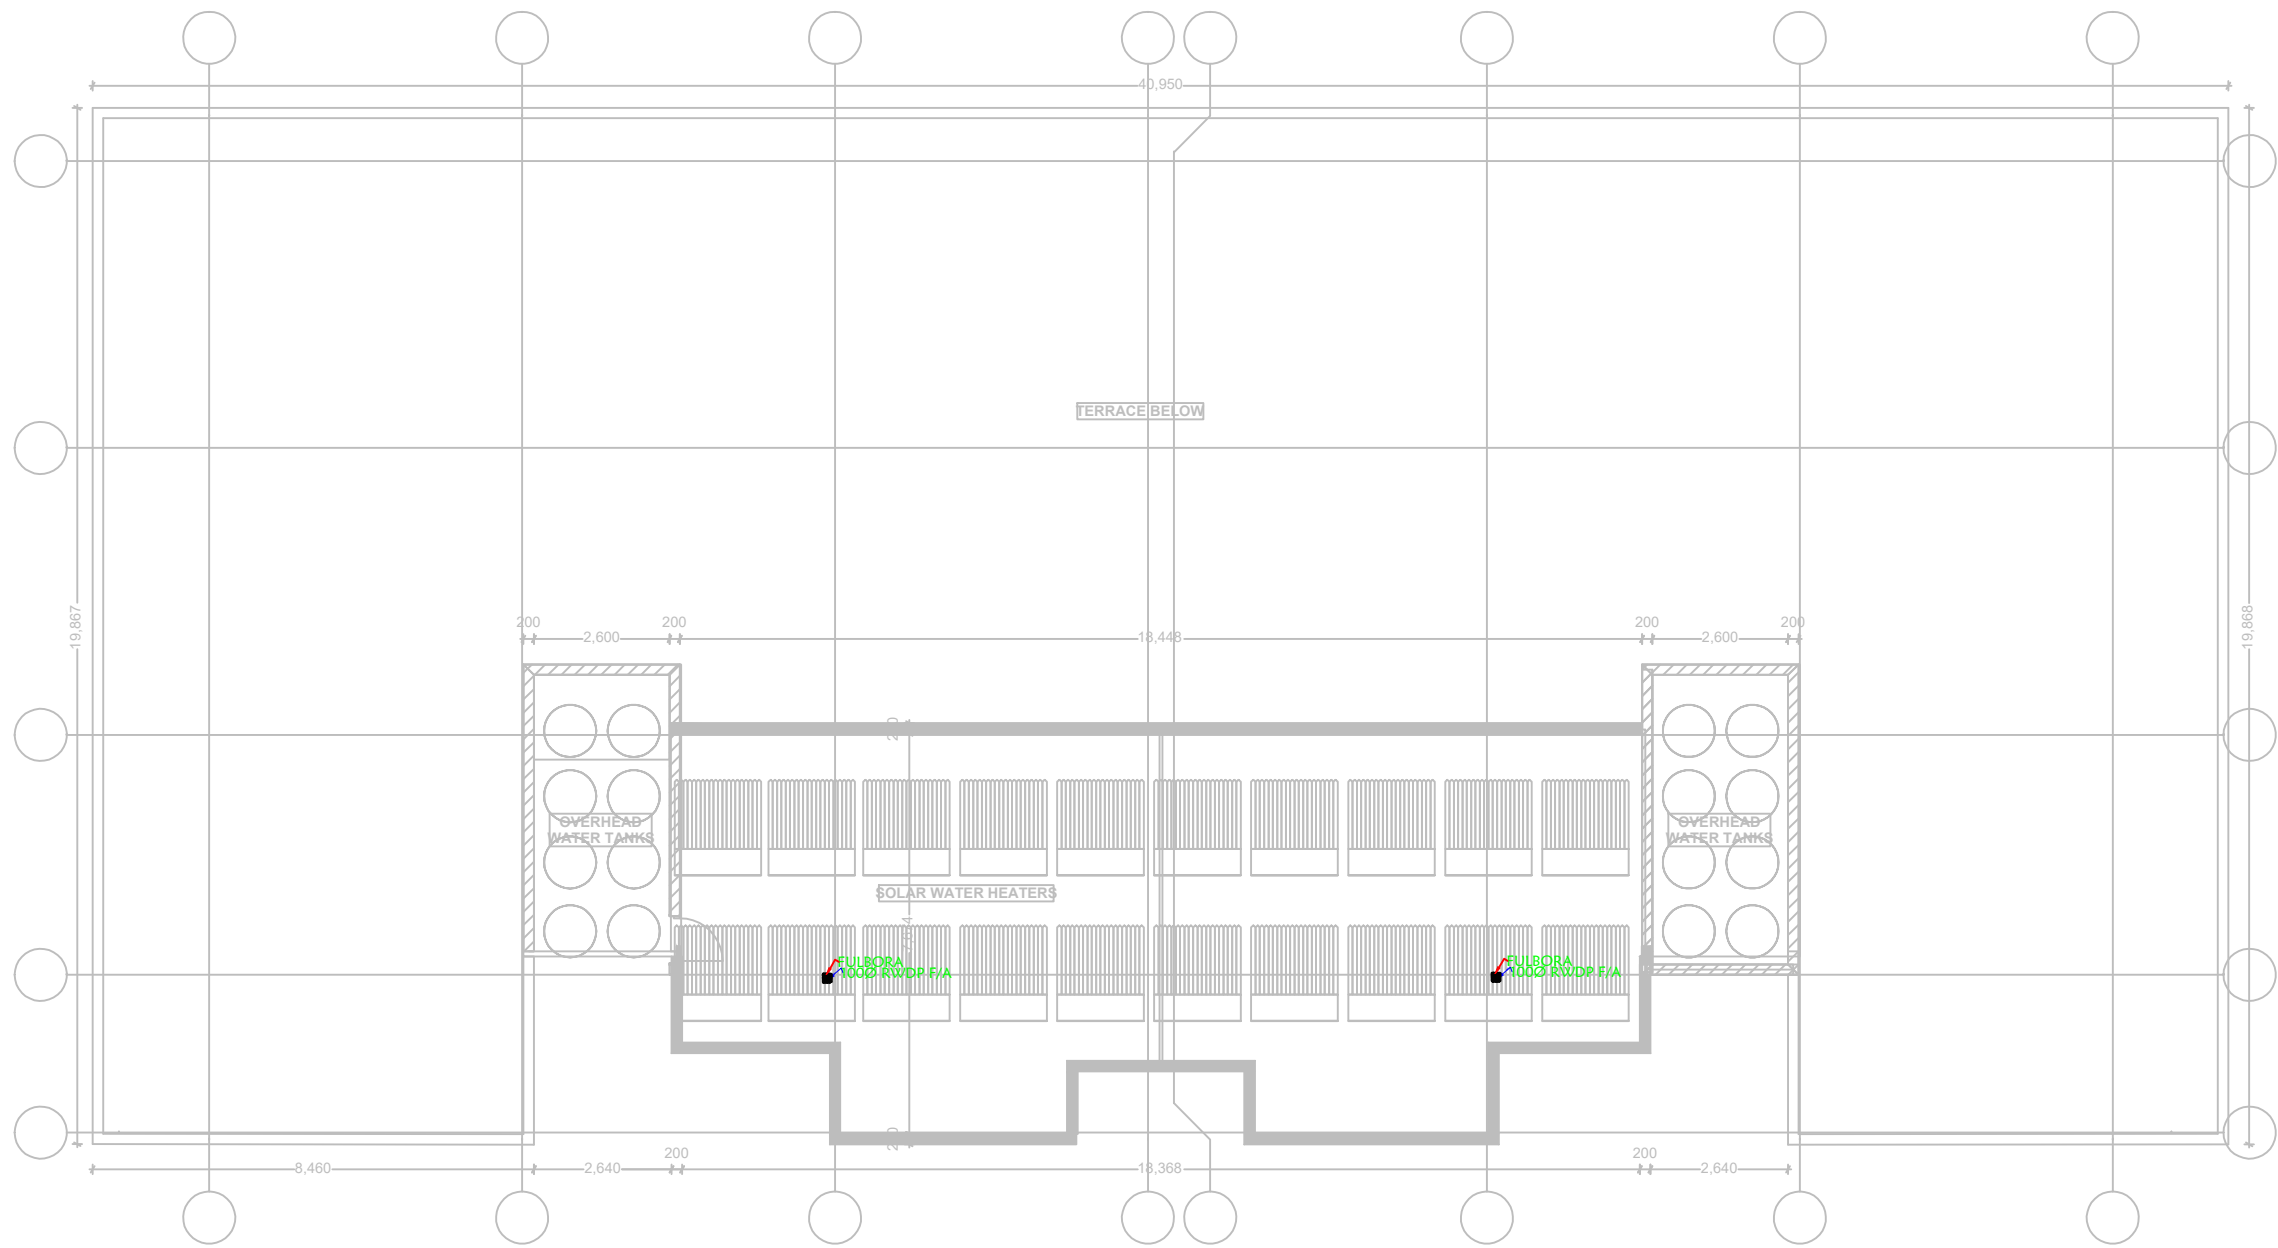 40,950
TERRACE BELOW
19,867
19,868
200
200
200
200
2,600
18,448
2,600
OVERHEAD
WATER TANKS
OVERHEAD
WATER TANKS
SOLAR WATER HEATERS
FULBORA
100Ø RWDP F/A
FULBORA
100Ø RWDP F/A
200
200
8,460
2,640
18,368
2,640